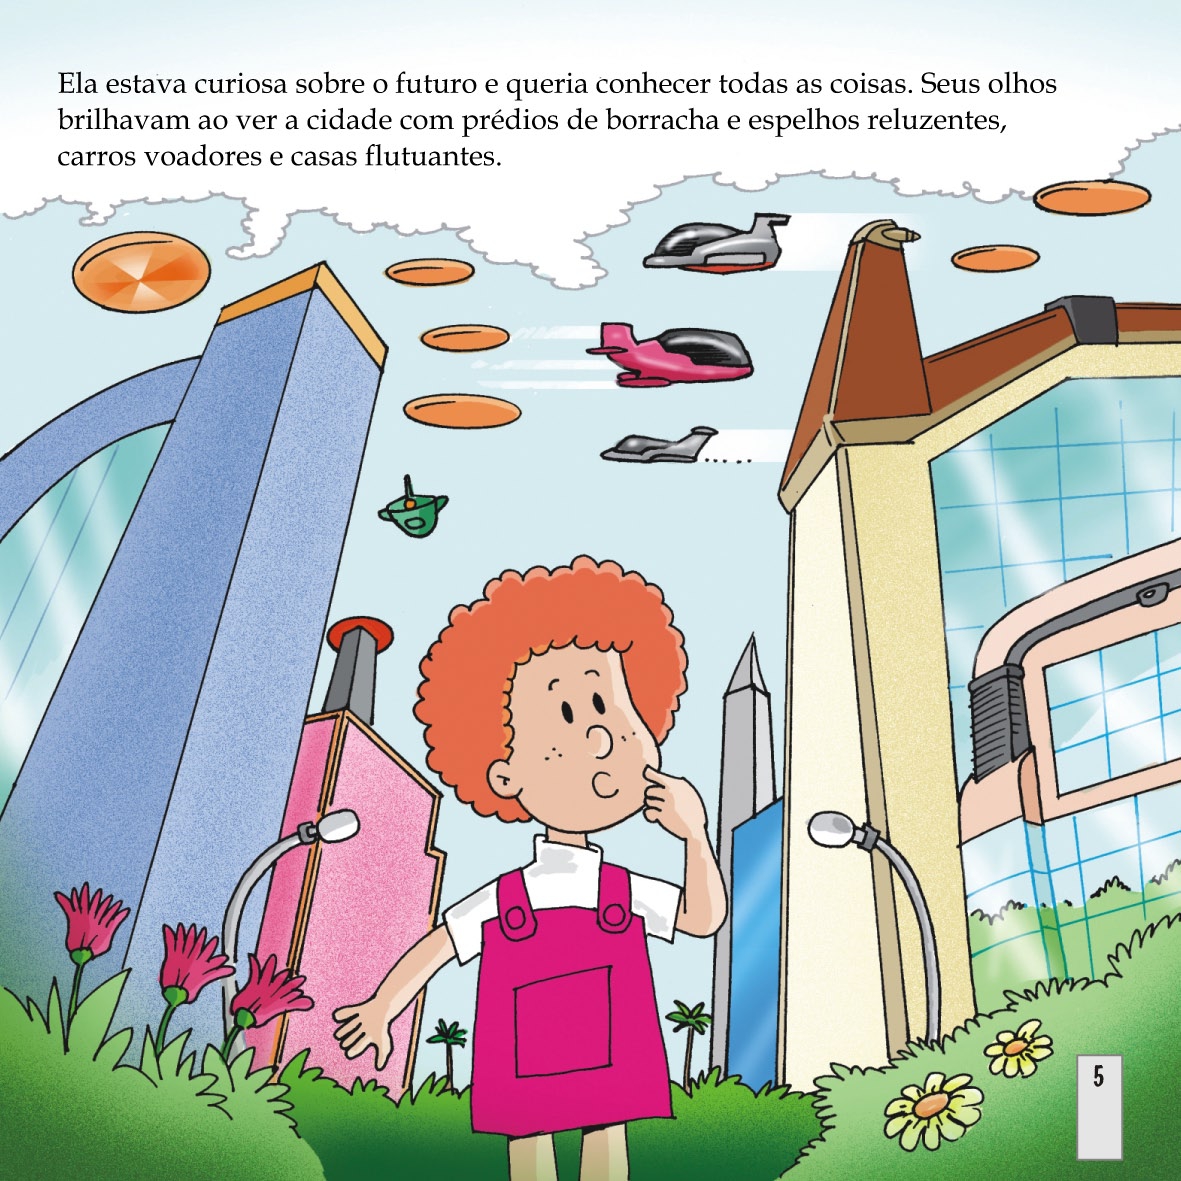 Ela estava curiosa sobre o futuro e queria conhecer todas as coisas. Seus olhos
brilhavam ao ver a cidade com prédios de borracha e espelhos reluzentes,
carros voadores e casas flutuantes.
5